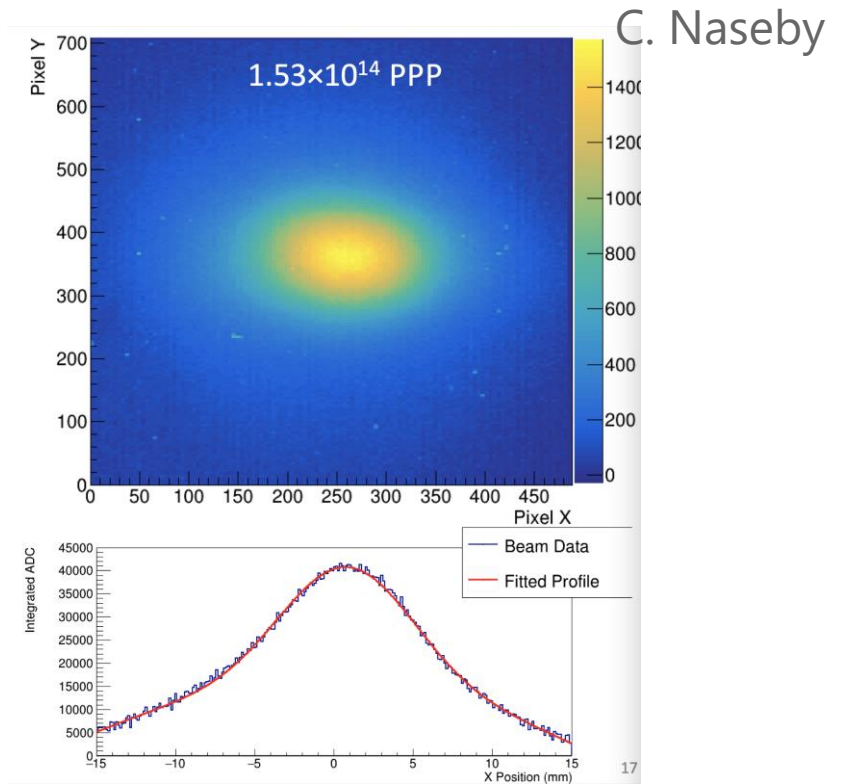 C. Naseby
Pixel Y
1.53×10¹⁴ PPP
700
600
500
400
300
200
100
0
0 50 100 150 200 250 300 350 400 450
Pixel X
1400
1200
1000
800
600
400
200
0
Integrated ADC
45000
40000
35000
30000
25000
20000
15000
10000
5000
0
Beam Data
Fitted Profile
−15 −10 −5 0 5 10 15
X Position (mm)
17